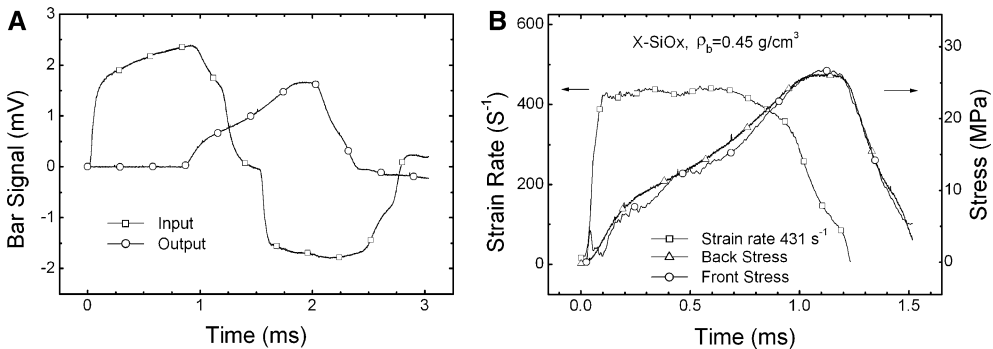 A
3
2
1
0
-1
-2
Bar Signal (mV)
Input
Output
0
1
2
3
Time (ms)
B
X-SiOx, ρb=0.45 g/cm3
600
400
200
0
Strain Rate (S-1)
30
20
10
0
Stress (MPa)
Strain rate 431 s-1
Back Stress
Front Stress
0.0
0.5
1.0
1.5
Time (ms)